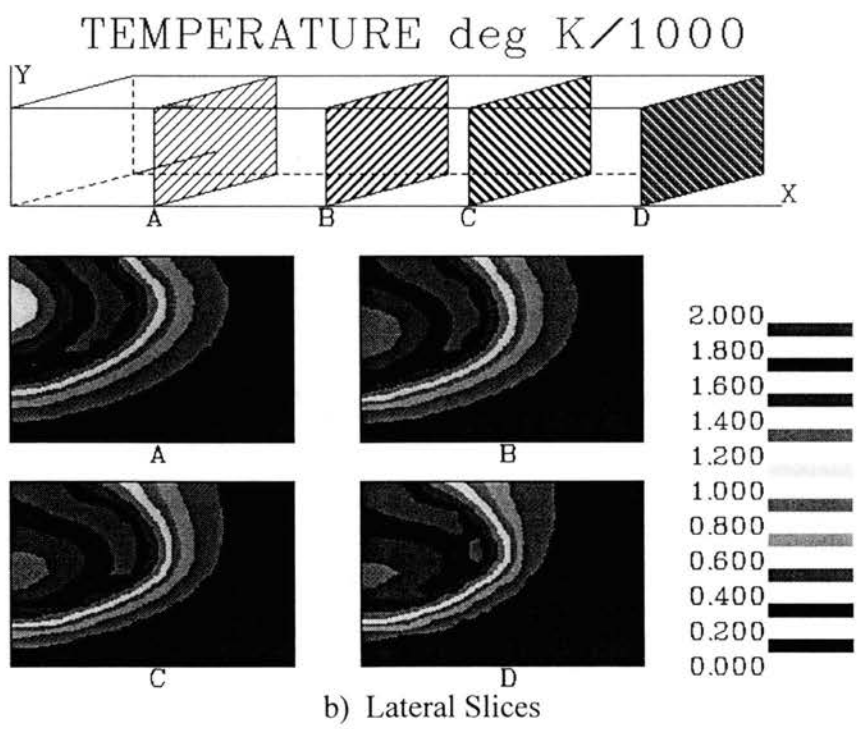 TEMPERATURE deg K/1000
Y
X
A
B
C
D
A
B
2.000
1.800
1.600
1.400
1.200
1.000
0.800
0.600
0.400
0.200
0.000
C
D
b) Lateral Slices